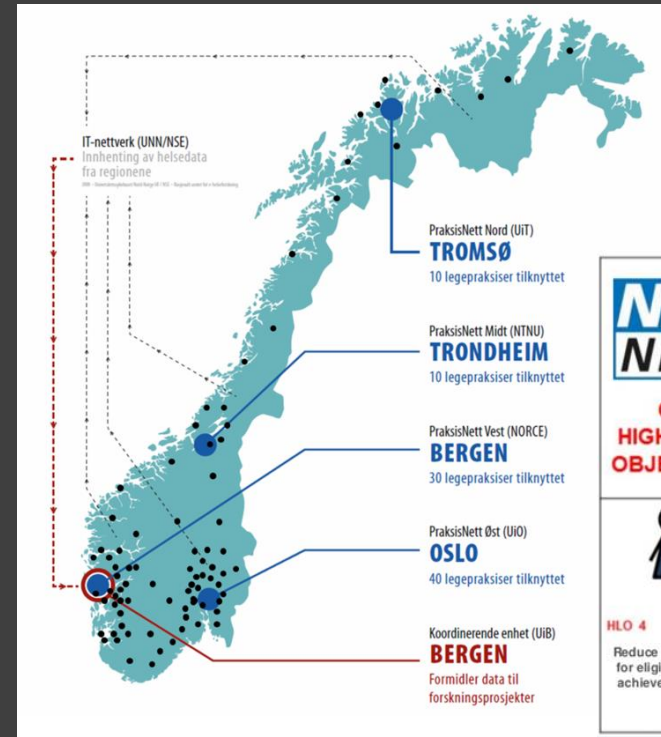 IT-nettverk (UNN/NSE)
Innhenting av helsedata
fra regionene
PraksisNett Nord (UiT)
TROMSØ
10 legepraksiser tilknyttet
PraksisNett Midt (NTNU)
TRONDHEIM
10 legepraksiser tilknyttet
PraksisNett Vest (NORCE)
BERGEN
30 legepraksiser tilknyttet
PraksisNett Øst (UiO)
OSLO
40 legepraksiser tilknyttet
Koordinerende enhet (UiB)
BERGEN
Formidler data til
forskningsprosjekter
HIGH
OBJE
HLO 4
Reduce
for eligi
achieve